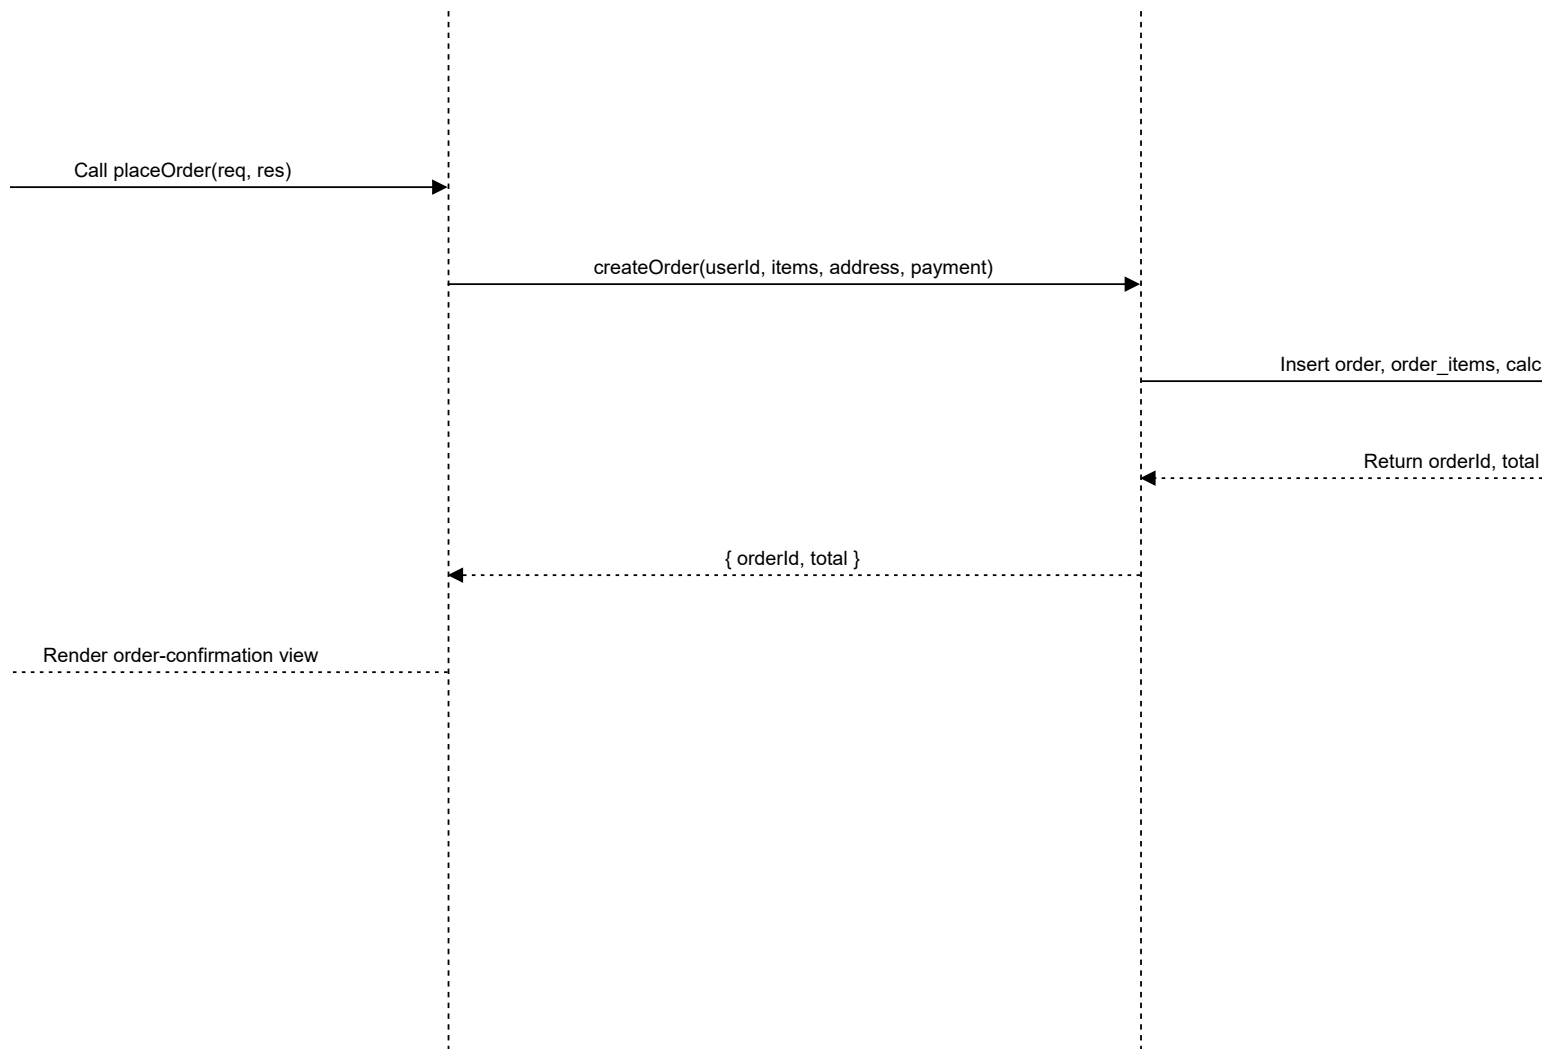 Call placeOrder(req, res)
createOrder(userId, items, address, payment)
Insert order, order_items, calc
Return orderId, total
{ orderId, total }
Render order-confirmation view